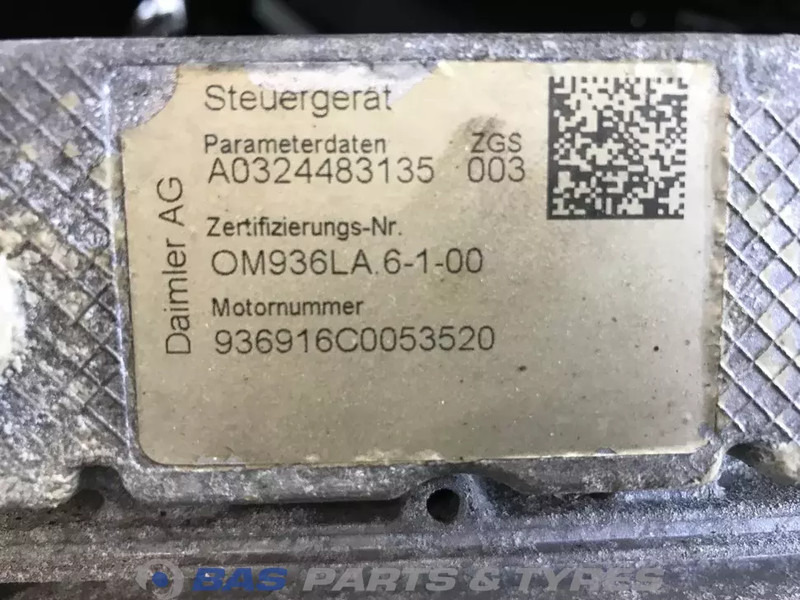 Daimler AG
Steuergerät
Parameterdaten ZGS
A0324483135 003
Zertifizierungs-Nr.
OM936LA.6-1-00
Motornummer
936916C0053520
BAS PARTS & TYRES